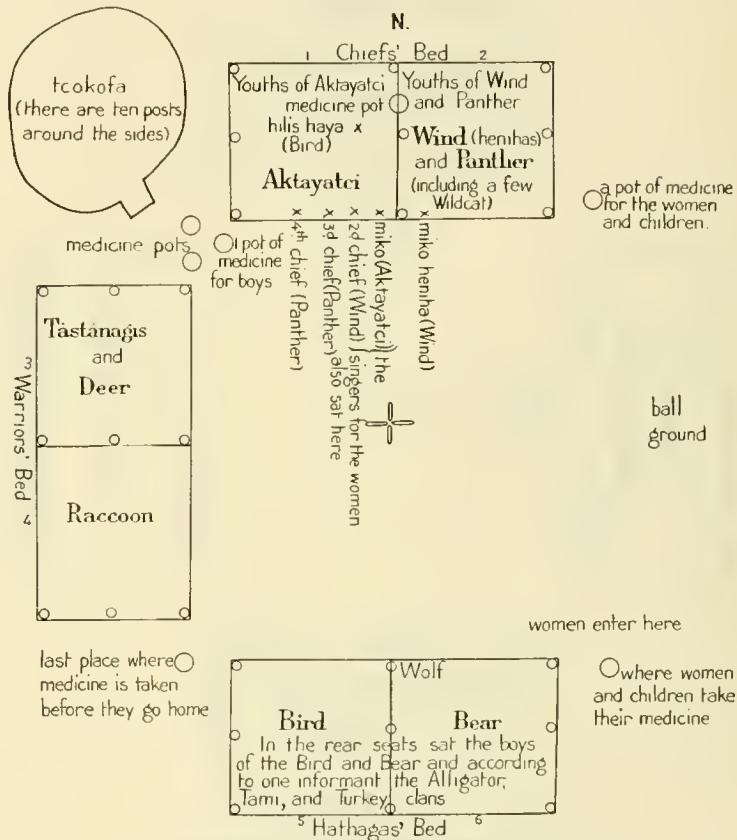 N.
1 Chiefs' Bed 2
tcokofa
(there are ten posts
around the sides)
Youths of Aktayatci
medicine pot
hilis haya x
(Bird)
Aktayatci
Youths of Wind
and Panther
Wind (henihas)
and Panther
(including a few
Wildcat)
a pot of medicine
for the women
and children.
medicine pots
1 pot of
medicine
for boys
x 4th chief (Panther)
x 3d chief (Panther) also sat here
x 2d chief (Wind) singers for the women
x miko (Aktayatci) the
x miko heniha (Wind)
Tàstànagis
and
Deer
3 Warriors' Bed 4
Raccoon
ball
ground
women enter here
last place where
medicine is taken
before they go home
Wolf
Bird
Bear
In the rear seats sat the boys
of the Bird and Bear and according
to one informant the Alligator,
Tami, and Turkey clans
where women
and children take
their medicine
5 Hathagas' Bed 6